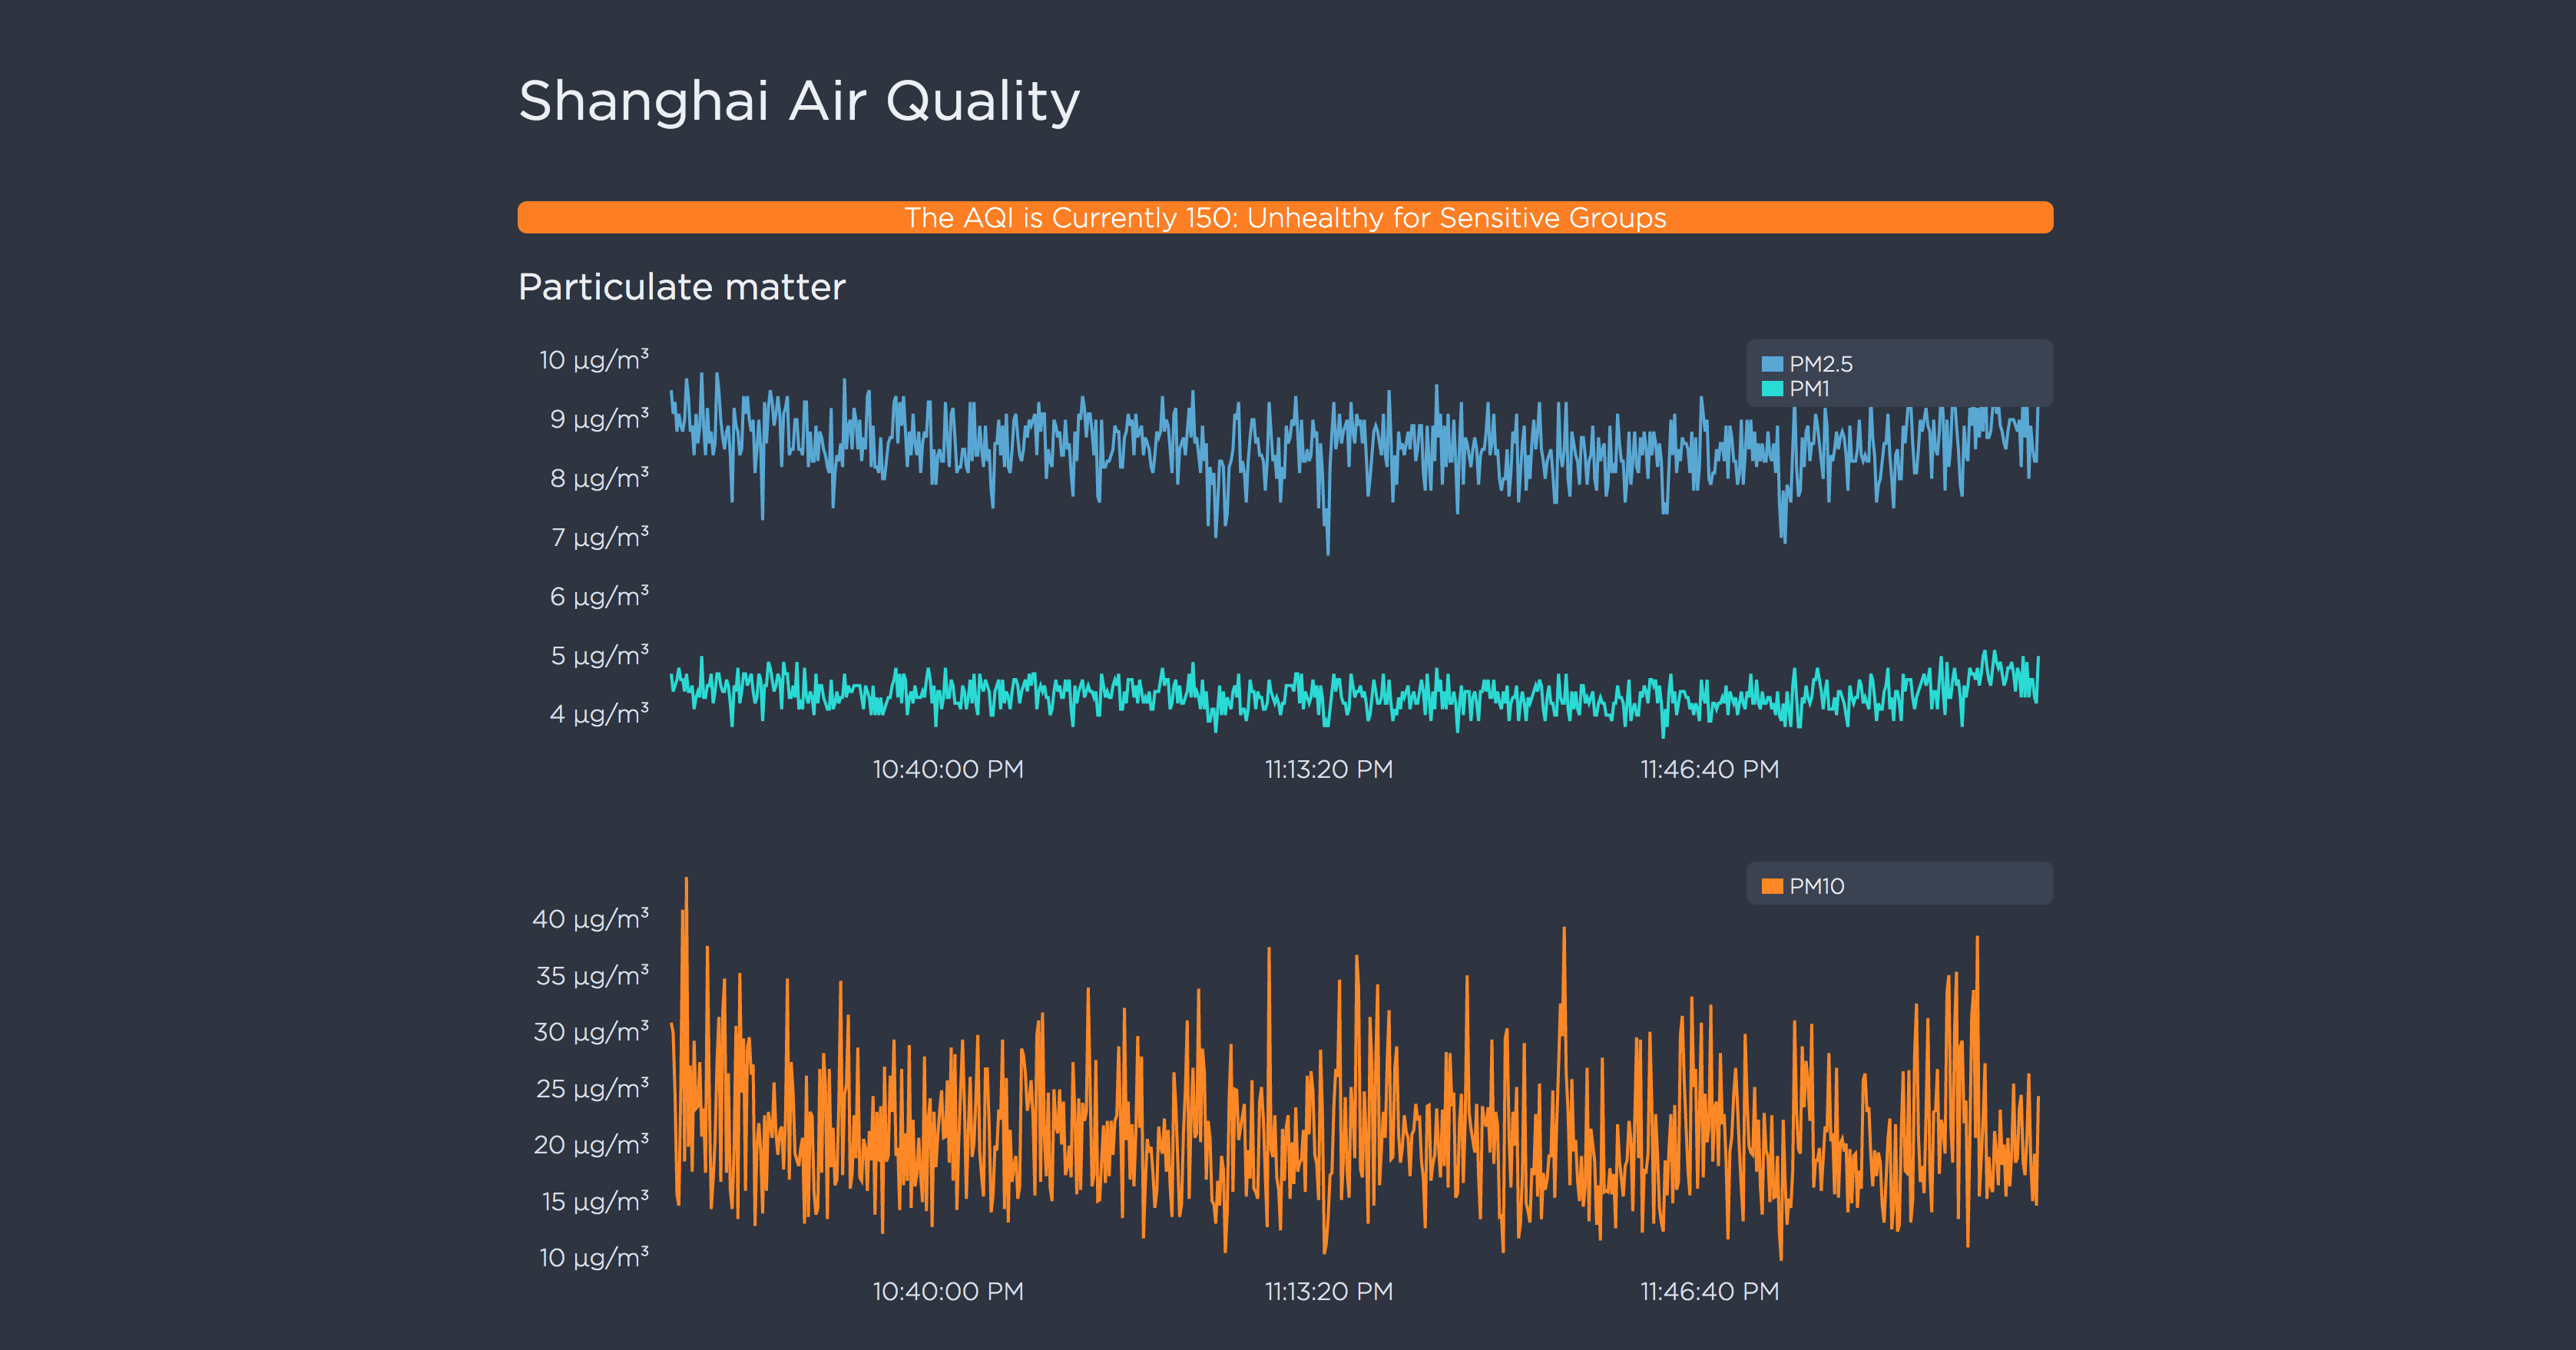 Shanghai Air Quality
The AQI is Currently 150: Unhealthy for Sensitive Groups
Particulate matter
10 µg/m³
9 µg/m³
8 µg/m³
7 µg/m³
6 µg/m³
5 µg/m³
4 µg/m³
PM2.5
PM1
10:40:00 PM
11:13:20 PM
11:46:40 PM
PM10
40 µg/m³
35 µg/m³
30 µg/m³
25 µg/m³
20 µg/m³
15 µg/m³
10 µg/m³
10:40:00 PM
11:13:20 PM
11:46:40 PM